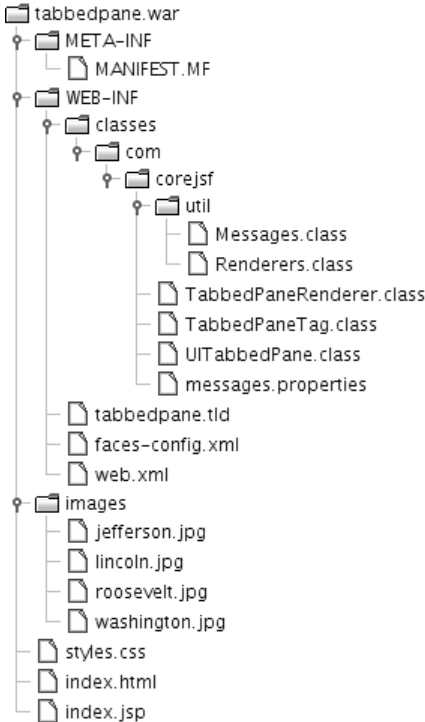 tabbedpane.war
META-INF
MANIFEST.MF
WEB-INF
classes
com
corejsf
util
Messages.class
Renderers.class
TabbedPaneRenderer.class
TabbedPaneTag.class
UITabbedPane.class
messages.properties
tabbedpane.tld
faces-config.xml
web.xml
images
jefferson.jpg
lincoln.jpg
roosevelt.jpg
washington.jpg
styles.css
index.html
index.jsp